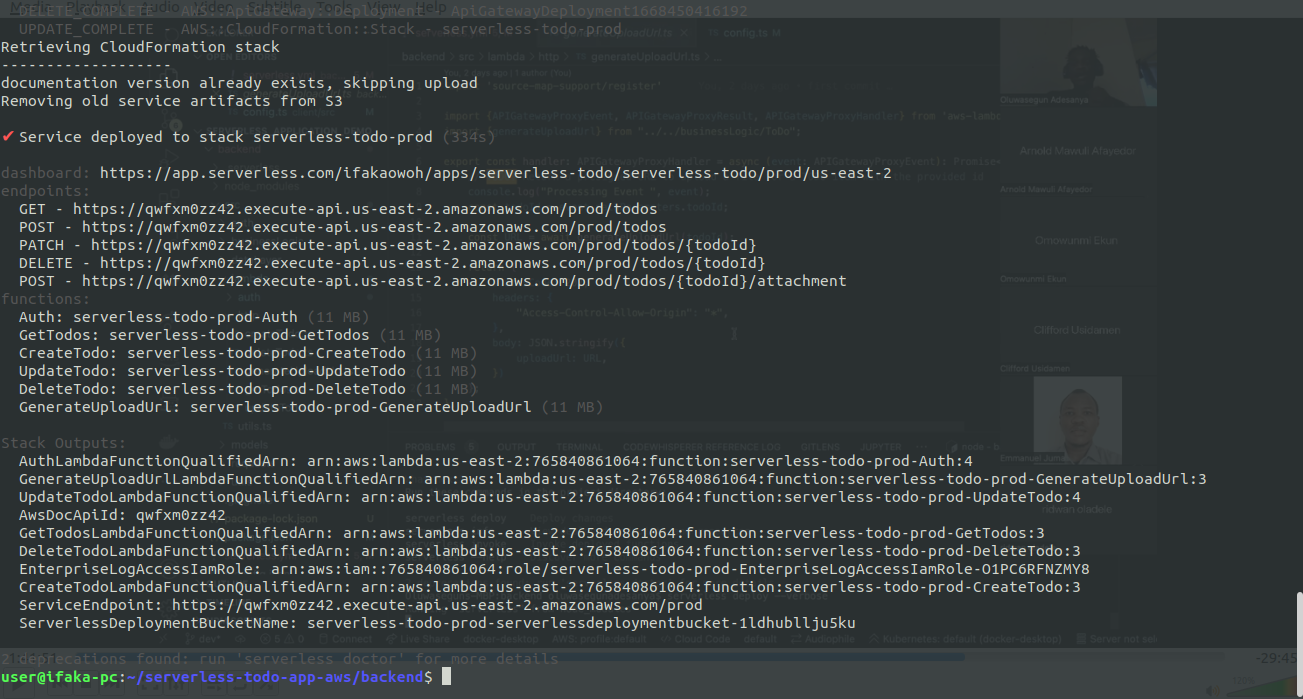 DELETE_COMPLETE - AWS::ApiGateway::Deployment - ApiGatewayDeployment1668450416192
UPDATE_COMPLETE - AWS::CloudFormation::Stack - serverless-todo-prod
Retrieving CloudFormation stack
-------------------
documentation version already exists, skipping upload
Removing old service artifacts from S3
✔ Service deployed to stack serverless-todo-prod (334s)
dashboard: https://app.serverless.com/ifakaowoh/apps/serverless-todo/serverless-todo/prod/us-east-2
endpoints:
GET - https://qwfxm0zz42.execute-api.us-east-2.amazonaws.com/prod/todos
POST - https://qwfxm0zz42.execute-api.us-east-2.amazonaws.com/prod/todos
PATCH - https://qwfxm0zz42.execute-api.us-east-2.amazonaws.com/prod/todos/{todoId}
DELETE - https://qwfxm0zz42.execute-api.us-east-2.amazonaws.com/prod/todos/{todoId}
POST - https://qwfxm0zz42.execute-api.us-east-2.amazonaws.com/prod/todos/{todoId}/attachment
functions:
Auth: serverless-todo-prod-Auth (11 MB)
GetTodos: serverless-todo-prod-GetTodos (11 MB)
CreateTodo: serverless-todo-prod-CreateTodo (11 MB)
UpdateTodo: serverless-todo-prod-UpdateTodo (11 MB)
DeleteTodo: serverless-todo-prod-DeleteTodo (11 MB)
GenerateUploadUrl: serverless-todo-prod-GenerateUploadUrl (11 MB)
Stack Outputs:
AuthLambdaFunctionQualifiedArn: arn:aws:lambda:us-east-2:765840861064:function:serverless-todo-prod-Auth:4
GenerateUploadUrlLambdaFunctionQualifiedArn: arn:aws:lambda:us-east-2:765840861064:function:serverless-todo-prod-GenerateUploadUrl:3
UpdateTodoLambdaFunctionQualifiedArn: arn:aws:lambda:us-east-2:765840861064:function:serverless-todo-prod-UpdateTodo:4
AwsDocApiId: qwfxm0zz42
GetTodosLambdaFunctionQualifiedArn: arn:aws:lambda:us-east-2:765840861064:function:serverless-todo-prod-GetTodos:3
DeleteTodoLambdaFunctionQualifiedArn: arn:aws:lambda:us-east-2:765840861064:function:serverless-todo-prod-DeleteTodo:3
EnterpriseLogAccessIamRole: arn:aws:iam::765840861064:role/serverless-todo-prod-EnterpriseLogAccessIamRole-O1PC6RFNZMY8
CreateTodoLambdaFunctionQualifiedArn: arn:aws:lambda:us-east-2:765840861064:function:serverless-todo-prod-CreateTodo:3
ServiceEndpoint: https://qwfxm0zz42.execute-api.us-east-2.amazonaws.com/prod
ServerlessDeploymentBucketName: serverless-todo-prod-serverlessdeploymentbucket-1ldhubllju5ku
2 deprecations found: run 'serverless doctor' for more details
user@ifaka-pc:~/serverless-todo-app-aws/backend$
Arnold Mawuli Afayedor
Omowunmi Ekun
Clifford Usidamen
ridwan oladele
-29:45